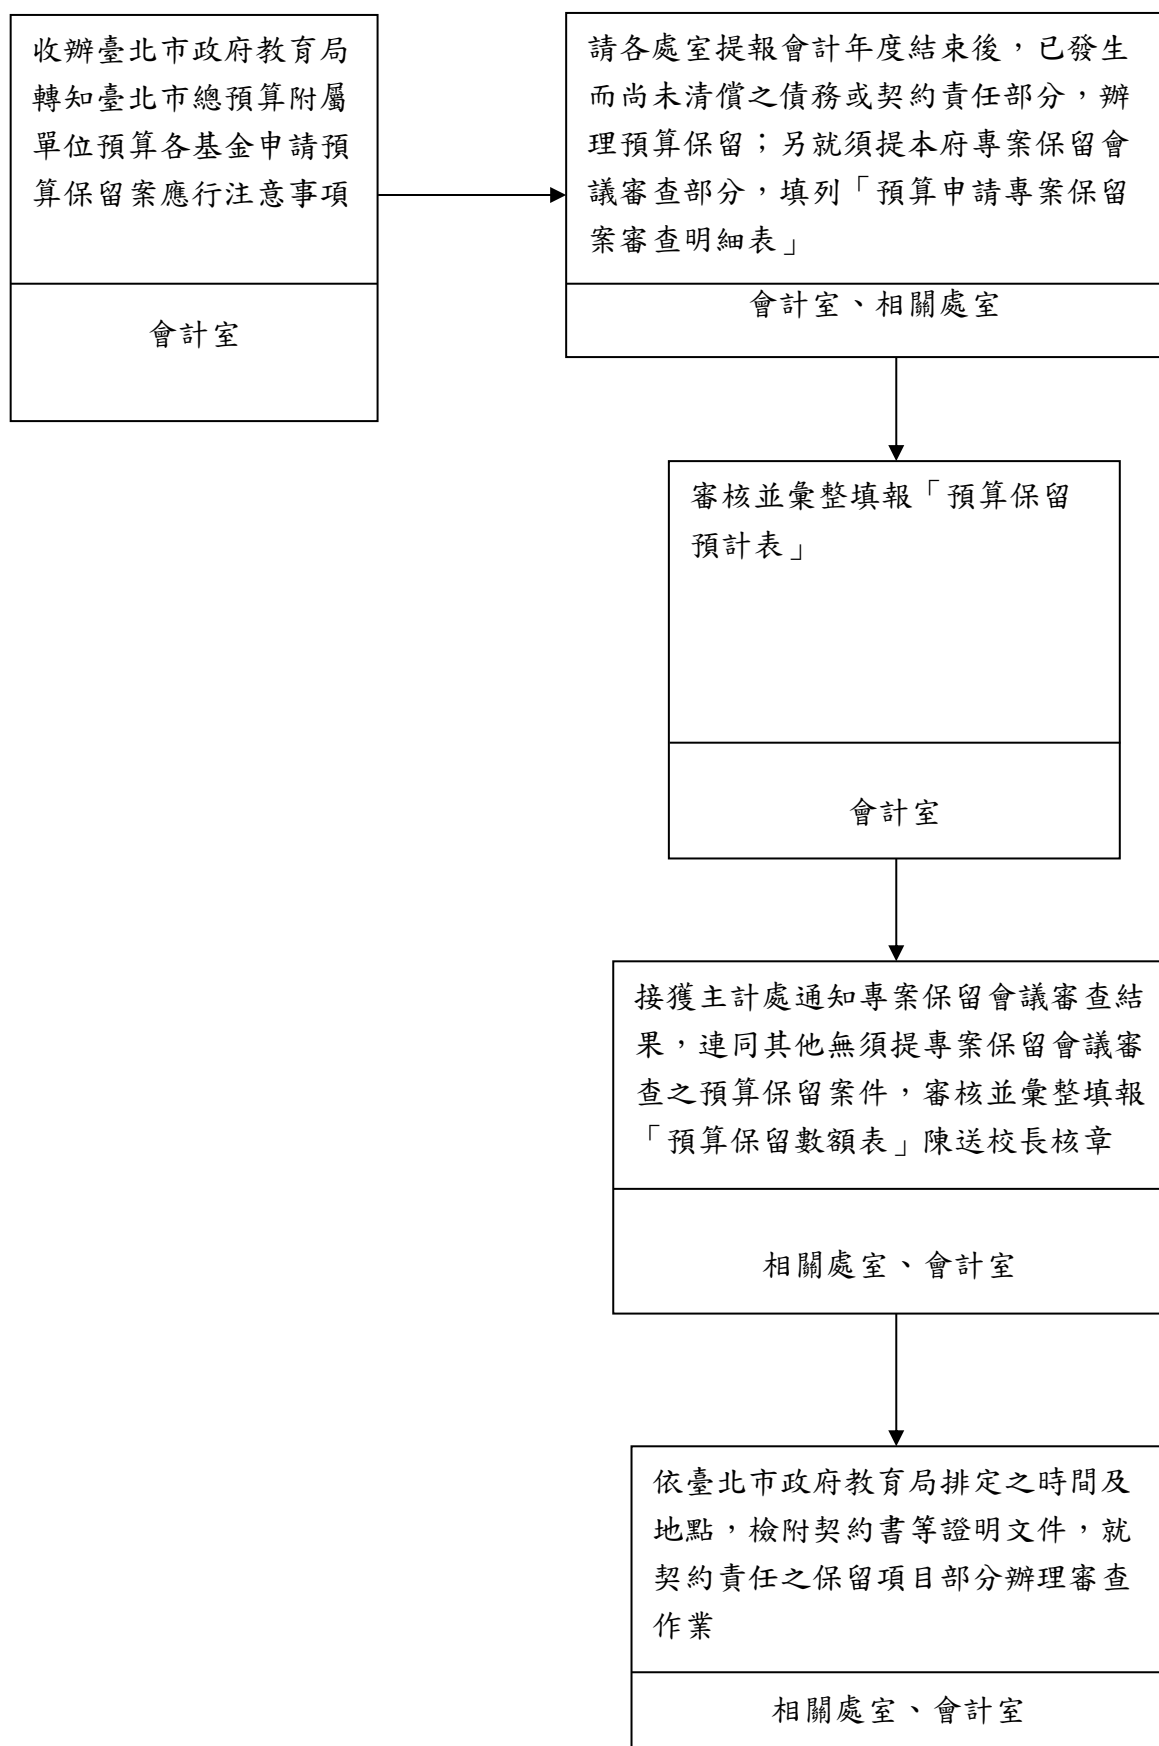 收辦臺北市政府教育局
轉知臺北市總預算附屬
單位預算各基金申請預
算保留案應行注意事項
會計室
請各處室提報會計年度結束後，已發生
而尚未清償之債務或契約責任部分，辦
理預算保留；另就須提本府專案保留會
議審查部分，填列「預算申請專案保留
案審查明細表」
會計室、相關處室
審核並彙整填報「預算保留
預計表」
會計室
接獲主計處通知專案保留會議審查結
果，連同其他無須提專案保留會議審
查之預算保留案件，審核並彙整填報
「預算保留數額表」陳送校長核章
相關處室、會計室
依臺北市政府教育局排定之時間及
地點，檢附契約書等證明文件，就
契約責任之保留項目部分辦理審查
作業
相關處室、會計室